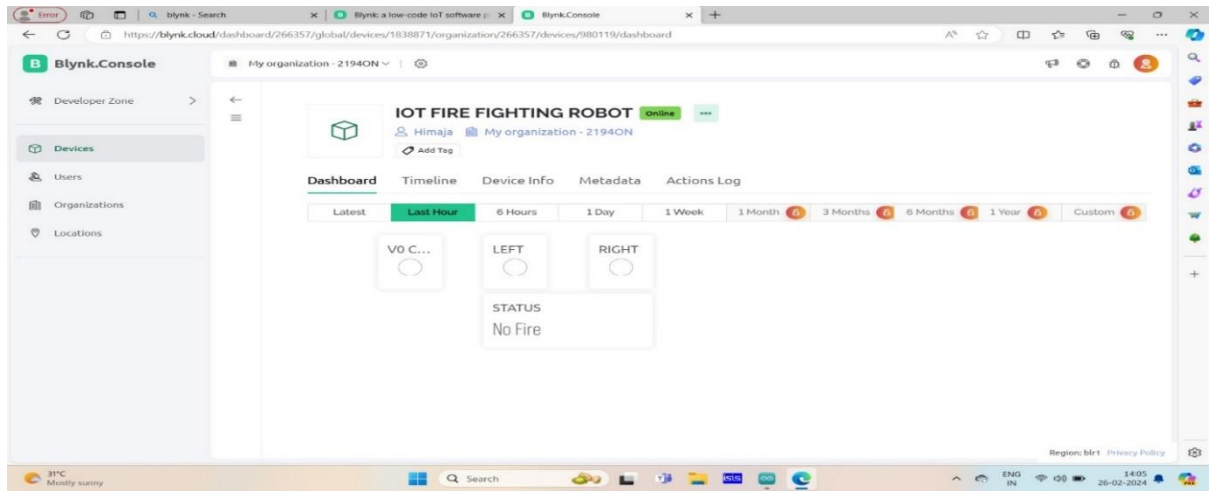 Error
blynk - Search
Blynk: a low-code IoT software p
Blynk.Console
https://blynk.cloud/dashboard/266357/global/devices/1838871/organization/266357/devices/980119/dashboard
B Blynk.Console
My organization - 2194ON
Developer Zone
IOT FIRE FIGHTING ROBOT Online
Himaja My organization - 2194ON
Add Tag
Devices
Users
Organizations
Locations
Dashboard Timeline Device Info Metadata Actions Log
Latest Last Hour 6 Hours 1 Day 1 Week 1 Month 3 Months 6 Months 1 Year Custom
V0 C... LEFT RIGHT
STATUS
No Fire
Region: blr1 Privacy Policy
31°C
Mostly sunny
Search
ISIS
ENG
IN
14:05
26-02-2024